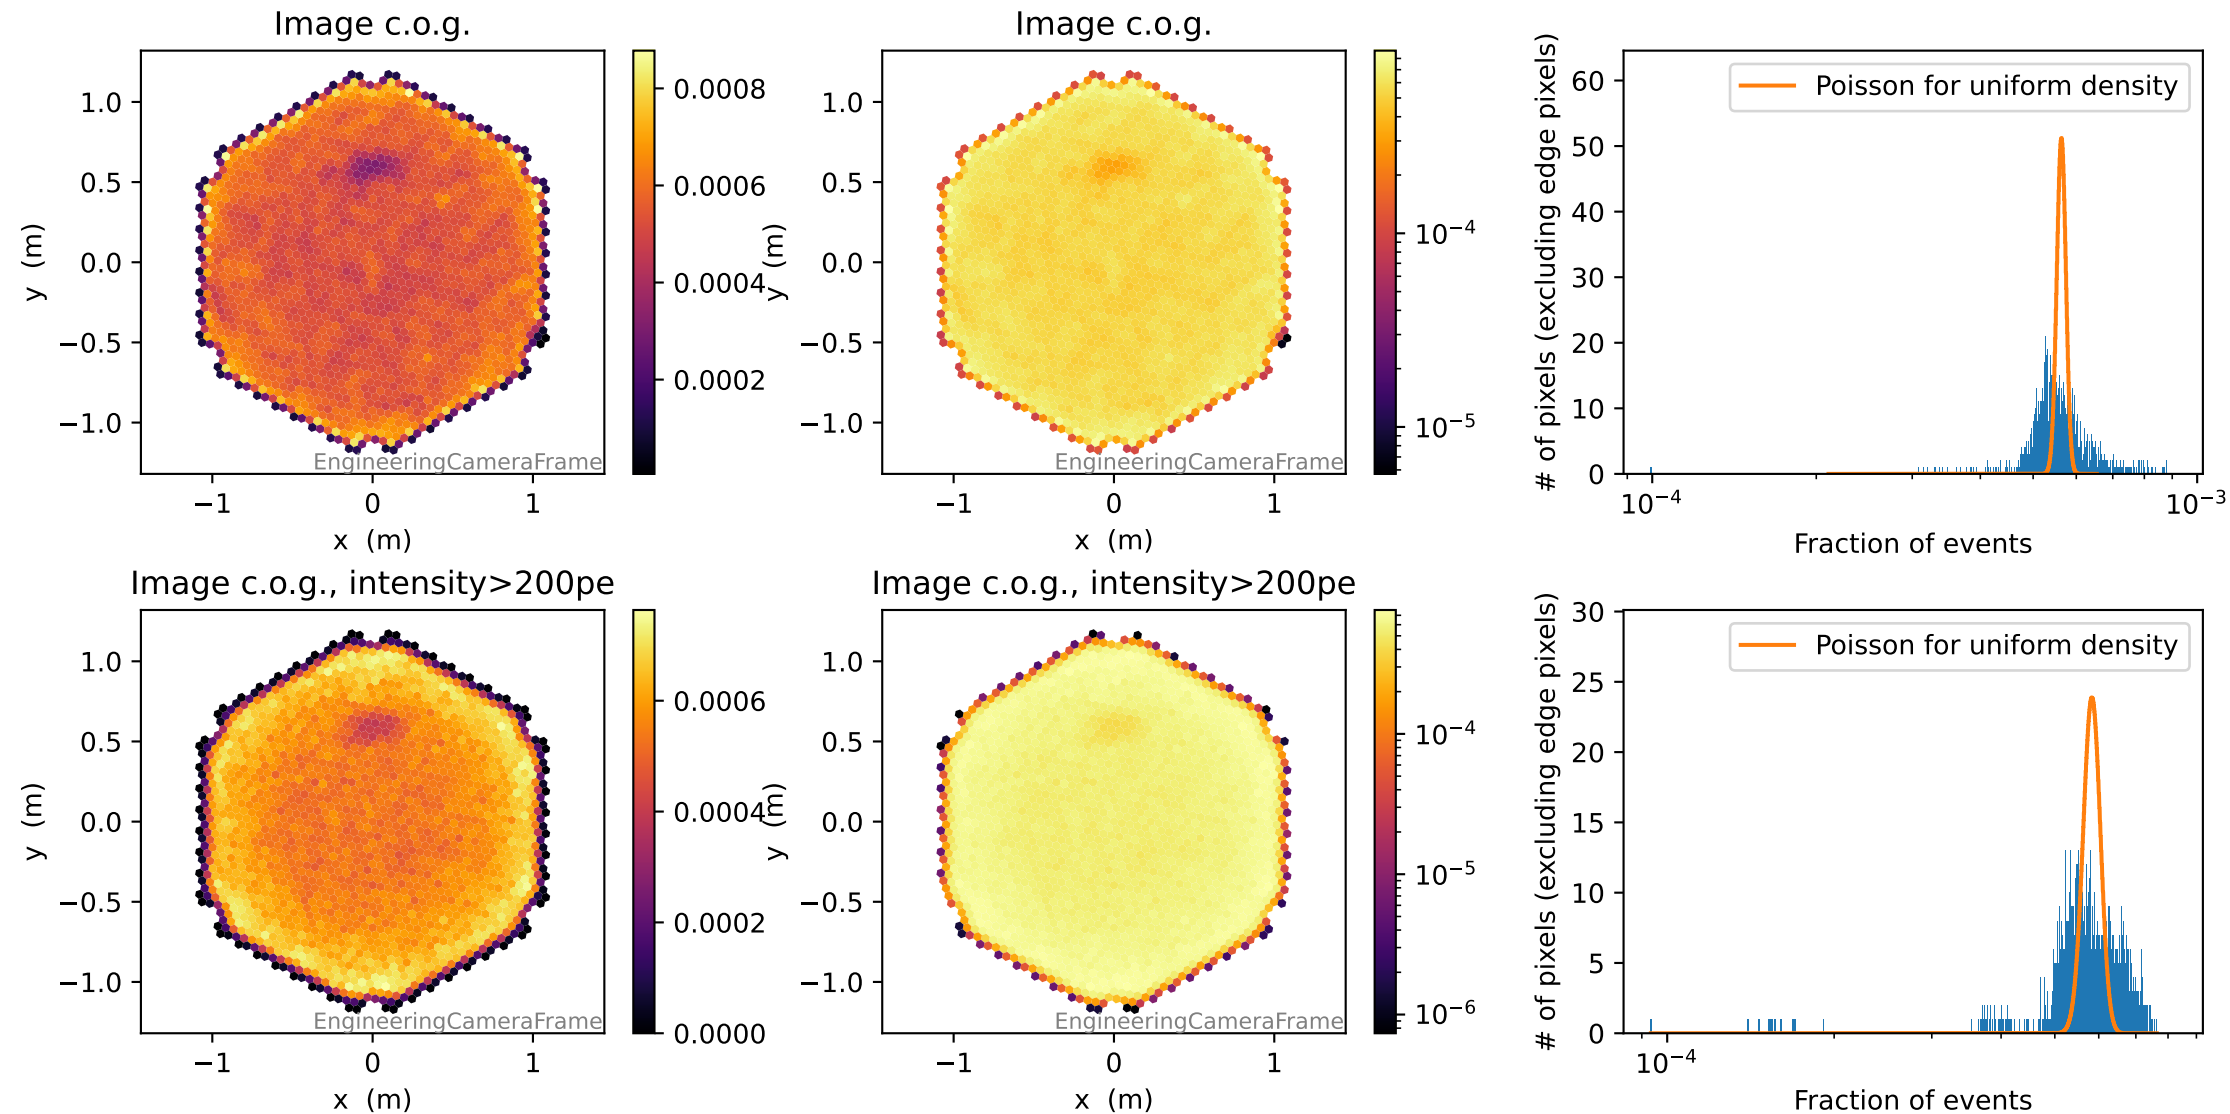 Image c.o.g.
1.0
0.5
0.0
−0.5
−1.0
y (m)
−1
0
1
x (m)
EngineeringCameraFrame
0.0008
0.0006
0.0004
0.0002
Image c.o.g.
1.0
0.5
0.0
−0.5
−1.0
y (m)
−1
0
1
x (m)
EngineeringCameraFrame
10⁻⁴
10⁻⁵
Poisson for uniform density
60
50
40
30
20
10
0
# of pixels (excluding edge pixels)
10⁻⁴
10⁻³
Fraction of events
Image c.o.g., intensity>200pe
1.0
0.5
0.0
−0.5
−1.0
y (m)
−1
0
1
x (m)
EngineeringCameraFrame
0.0006
0.0004
0.0002
0.0000
Image c.o.g., intensity>200pe
1.0
0.5
0.0
−0.5
−1.0
y (m)
−1
0
1
x (m)
EngineeringCameraFrame
10⁻⁴
10⁻⁵
10⁻⁶
Poisson for uniform density
30
25
20
15
10
5
0
# of pixels (excluding edge pixels)
10⁻⁴
Fraction of events